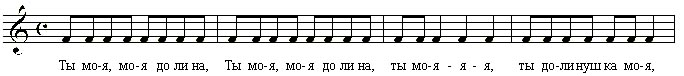 Ты мо-я, мо-я до ли на, Ты мо-я, мо-я до ли на, ты мо-я - я - я, ты до-ли нуш ка мо-я,